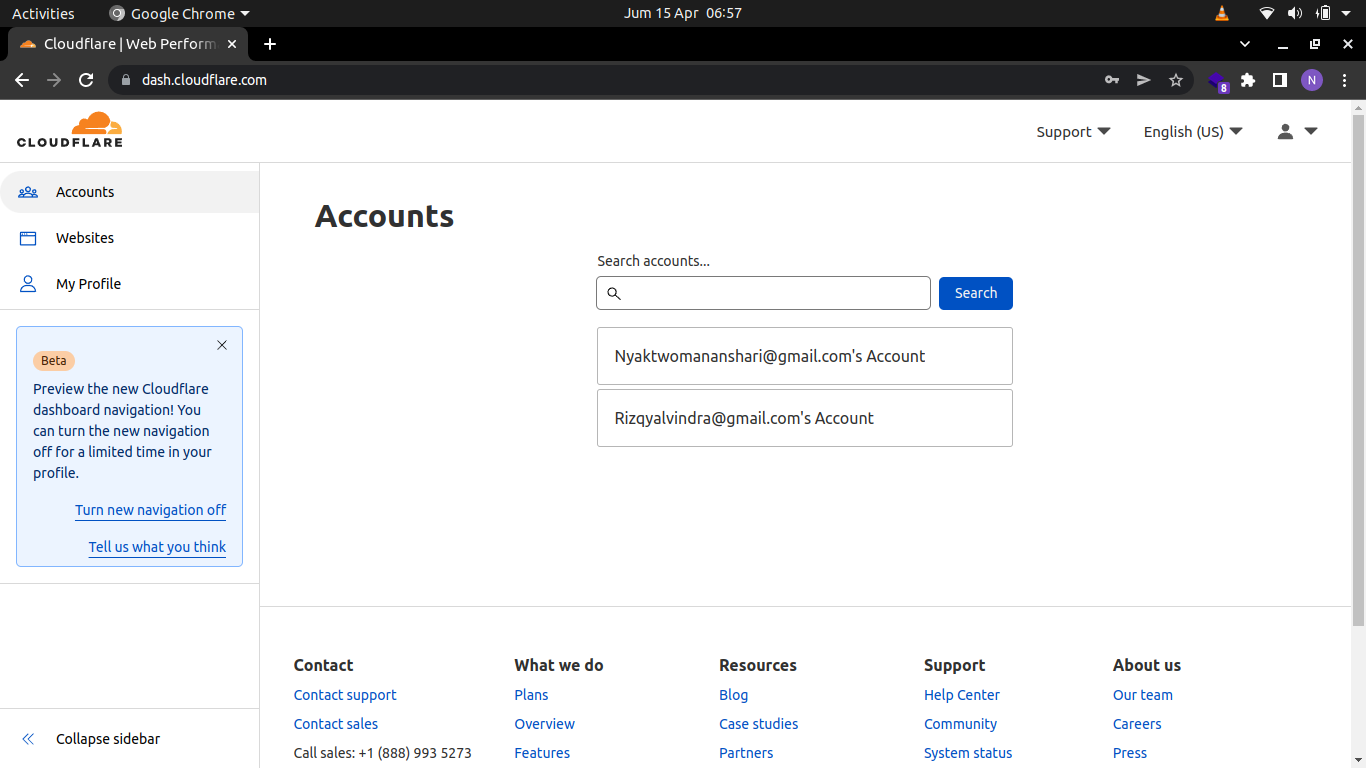 Activities
Google Chrome
Jum 15 Apr 06:57
Cloudflare | Web Perform
dash.cloudflare.com
8
N
CLOUDFLARE
Support
English (US)
Accounts
Websites
My Profile
Beta
Preview the new Cloudflare
dashboard navigation! You
can turn the new navigation
off for a limited time in your
profile.
Turn new navigation off
Tell us what you think
Collapse sidebar
Accounts
Search accounts...
Search
Nyaktwomananshari@gmail.com's Account
Rizqyalvindra@gmail.com's Account
Contact
Contact support
Contact sales
Call sales: +1 (888) 993 5273
What we do
Plans
Overview
Features
Resources
Blog
Case studies
Partners
Support
Help Center
Community
System status
About us
Our team
Careers
Press